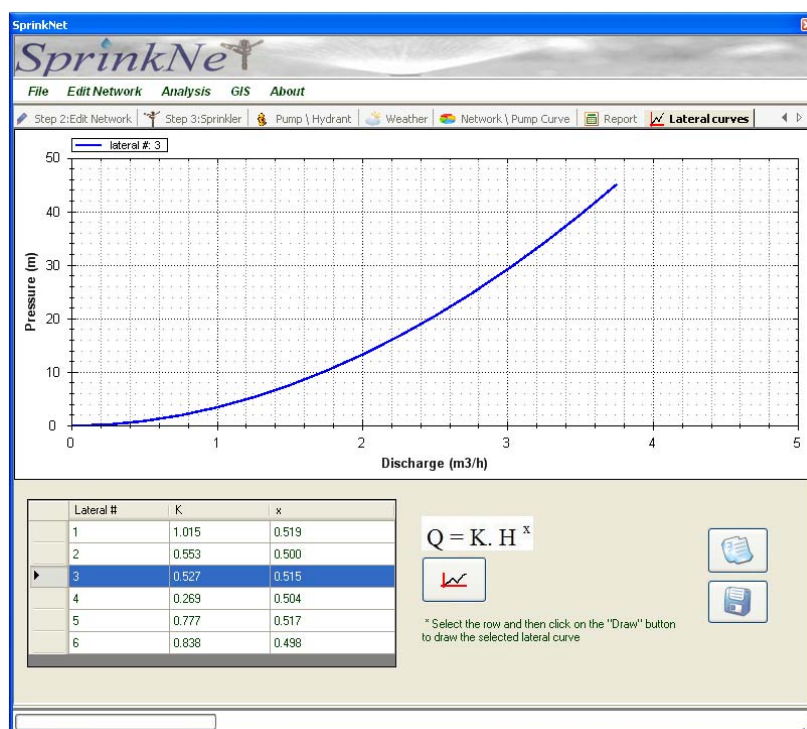 SprinkNet
SprinkNet
File Edit Network Analysis GIS About
Step 2:Edit Network Step 3:Sprinkler Pump \ Hydrant Weather Network \ Pump Curve Report Lateral curves
lateral #: 3
50
40
30
20
10
0
Pressure (m)
0 1 2 3 4 5
Discharge (m3/h)
Lateral # K x
1 1.015 0.519
2 0.553 0.500
3 0.527 0.515
4 0.269 0.504
5 0.777 0.517
6 0.838 0.498
Q = K. H x
* Select the row and then click on the "Draw" button
to draw the selected lateral curve